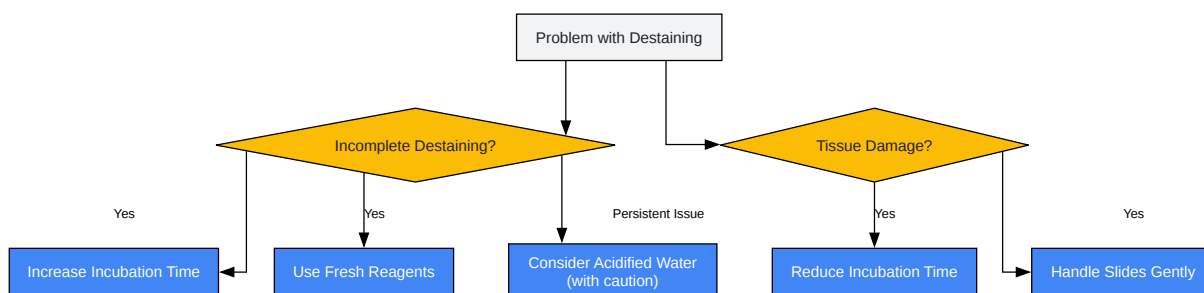 Problem with Destaining
Incomplete Destaining?
Tissue Damage?
Yes
Yes
Persistent Issue
Yes
Yes
Increase Incubation Time
Use Fresh Reagents
Consider Acidified Water
(with caution)
Reduce Incubation Time
Handle Slides Gently